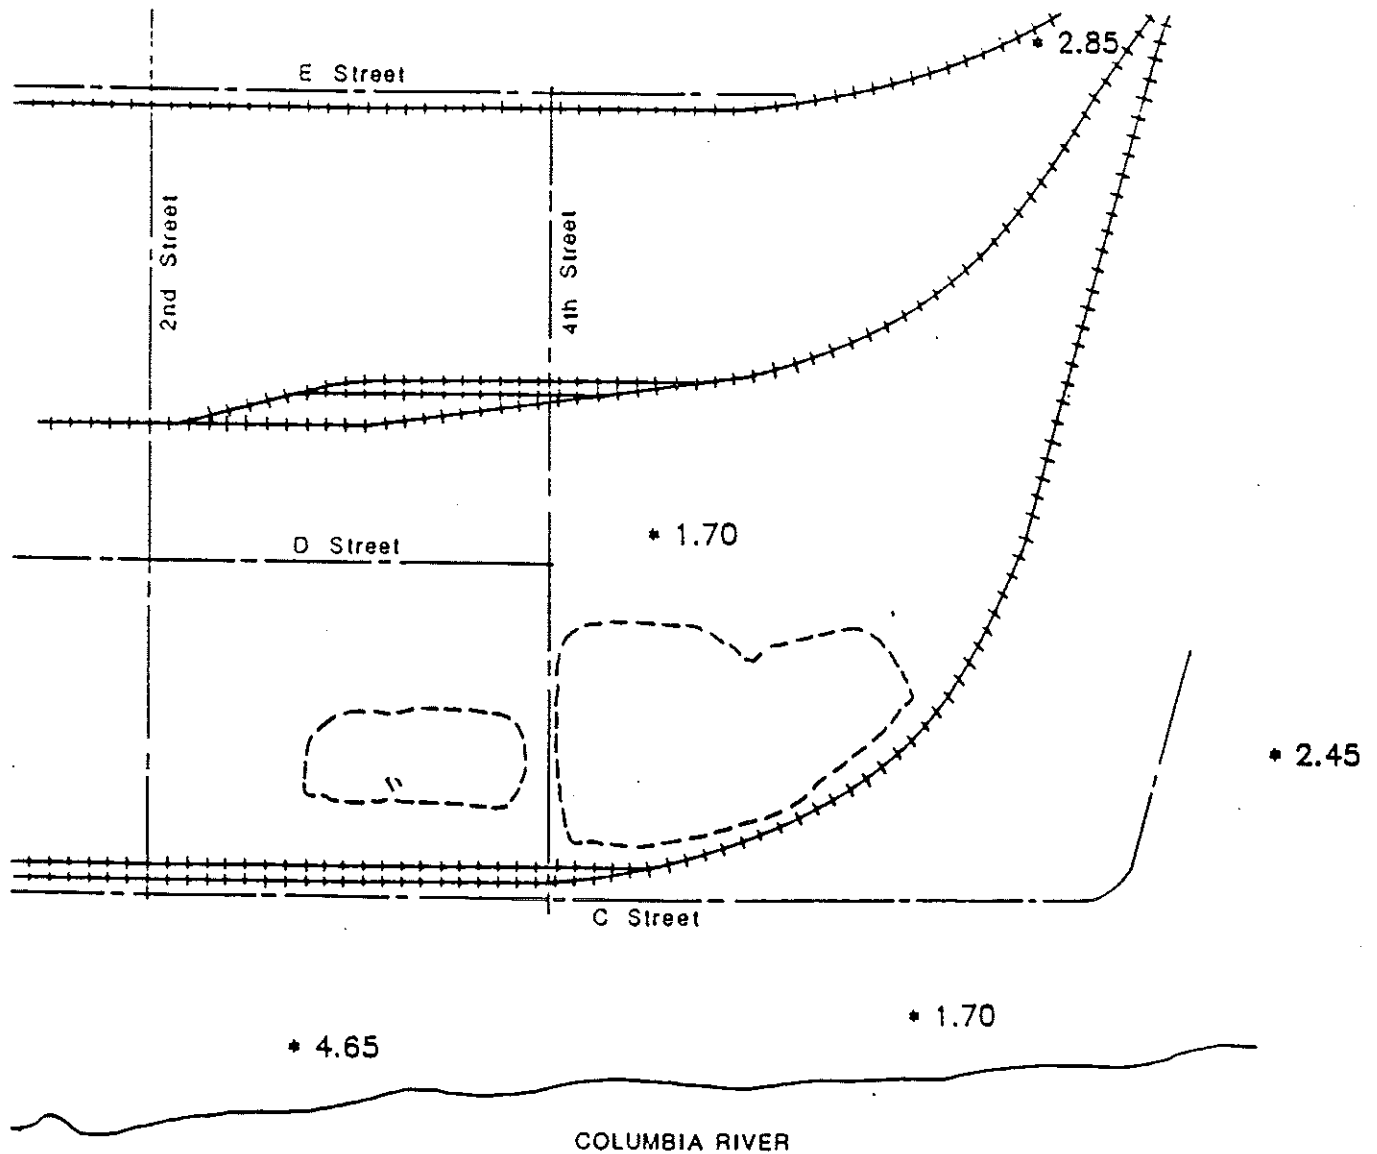 * 2.85
E Street
2nd Street
4th Street
* 1.70
D Street
* 2.45
C Street
* 1.70
* 4.65
COLUMBIA RIVER